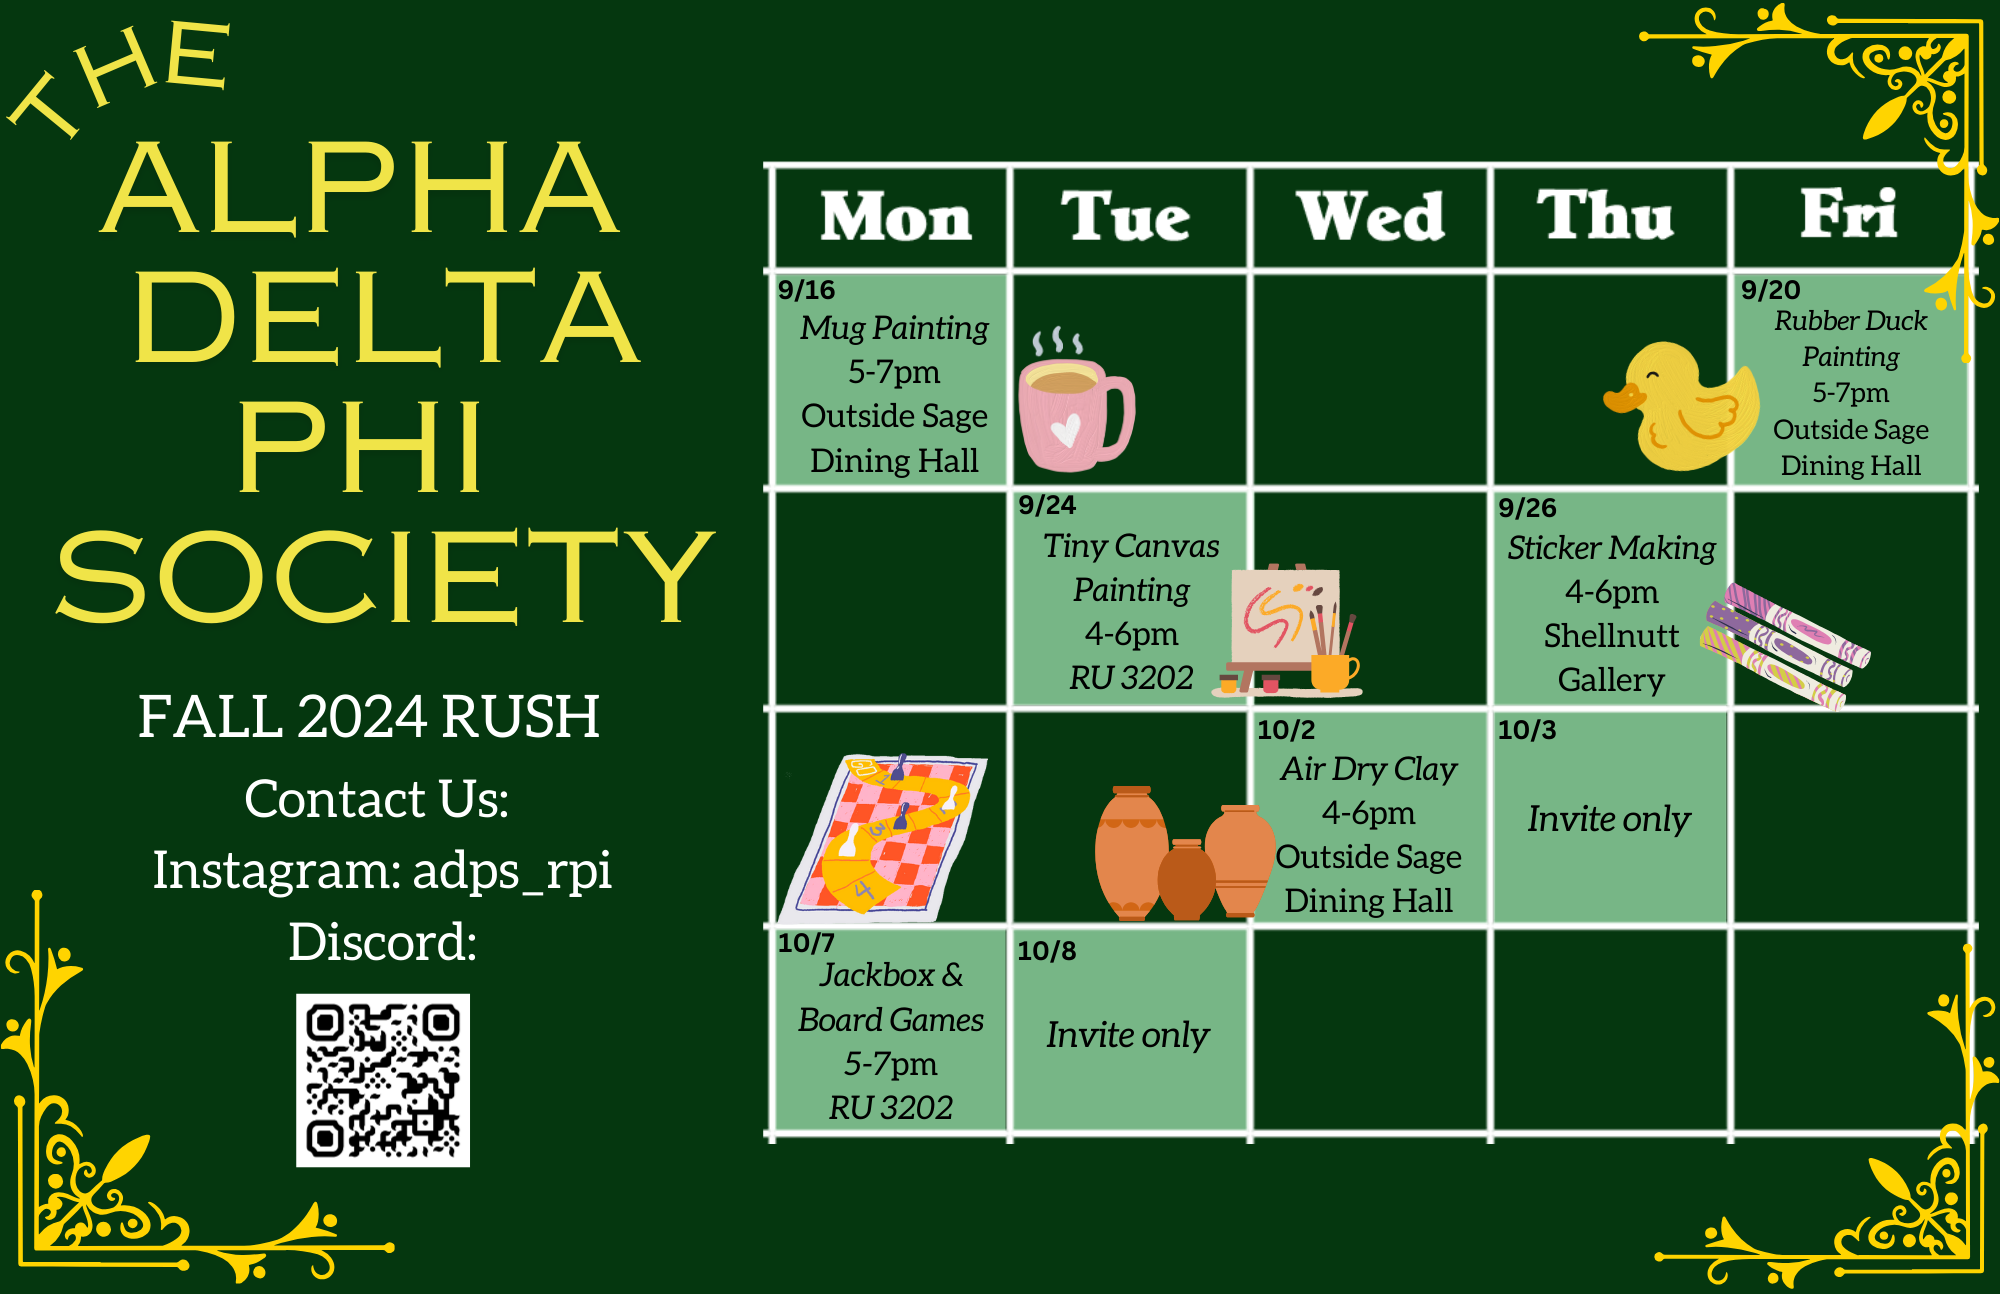 THE
ALPHA
DELTA
PHI
SOCIETY
FALL 2024 RUSH
Contact Us:
Instagram: adps_rpi
Discord:
Mon Tue Wed Thu Fri
9/16
Mug Painting
5-7pm
Outside Sage
Dining Hall
9/20
Rubber Duck
Painting
5-7pm
Outside Sage
Dining Hall
9/24
Tiny Canvas
Painting
4-6pm
RU 3202
9/26
Sticker Making
4-6pm
Shellnutt
Gallery
GO
1
3
4
10/2
Air Dry Clay
4-6pm
Outside Sage
Dining Hall
10/3
Invite only
10/7
Jackbox &
Board Games
5-7pm
RU 3202
10/8
Invite only